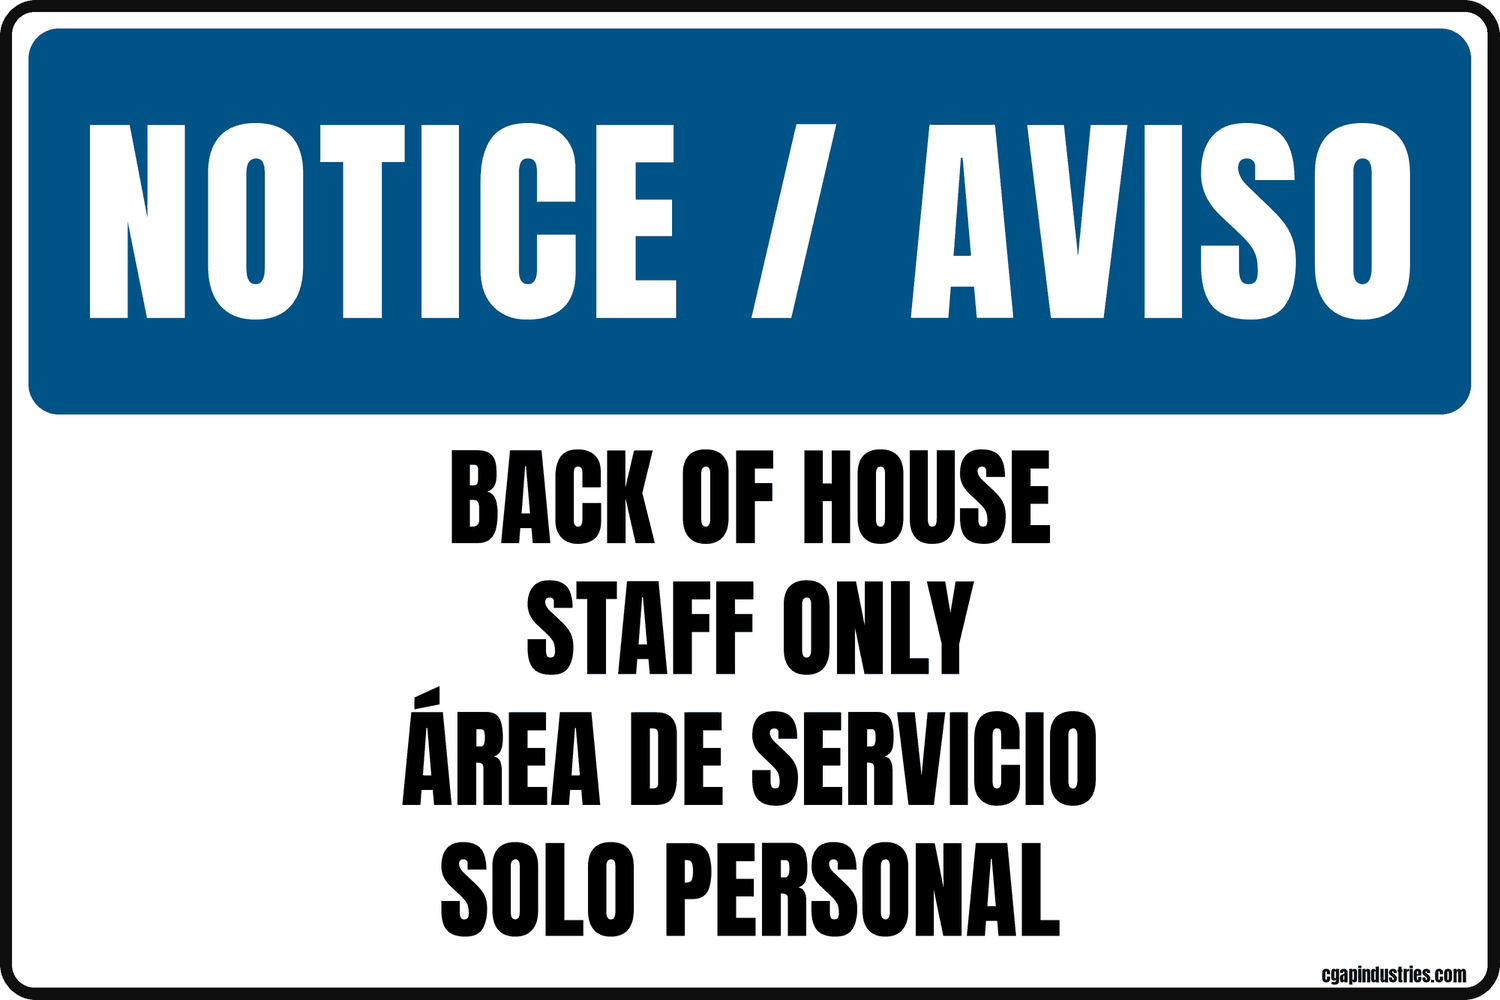 NOTICE / AVISO
BACK OF HOUSE
STAFF ONLY
ÁREA DE SERVICIO
SOLO PERSONAL
cgapindustries.com